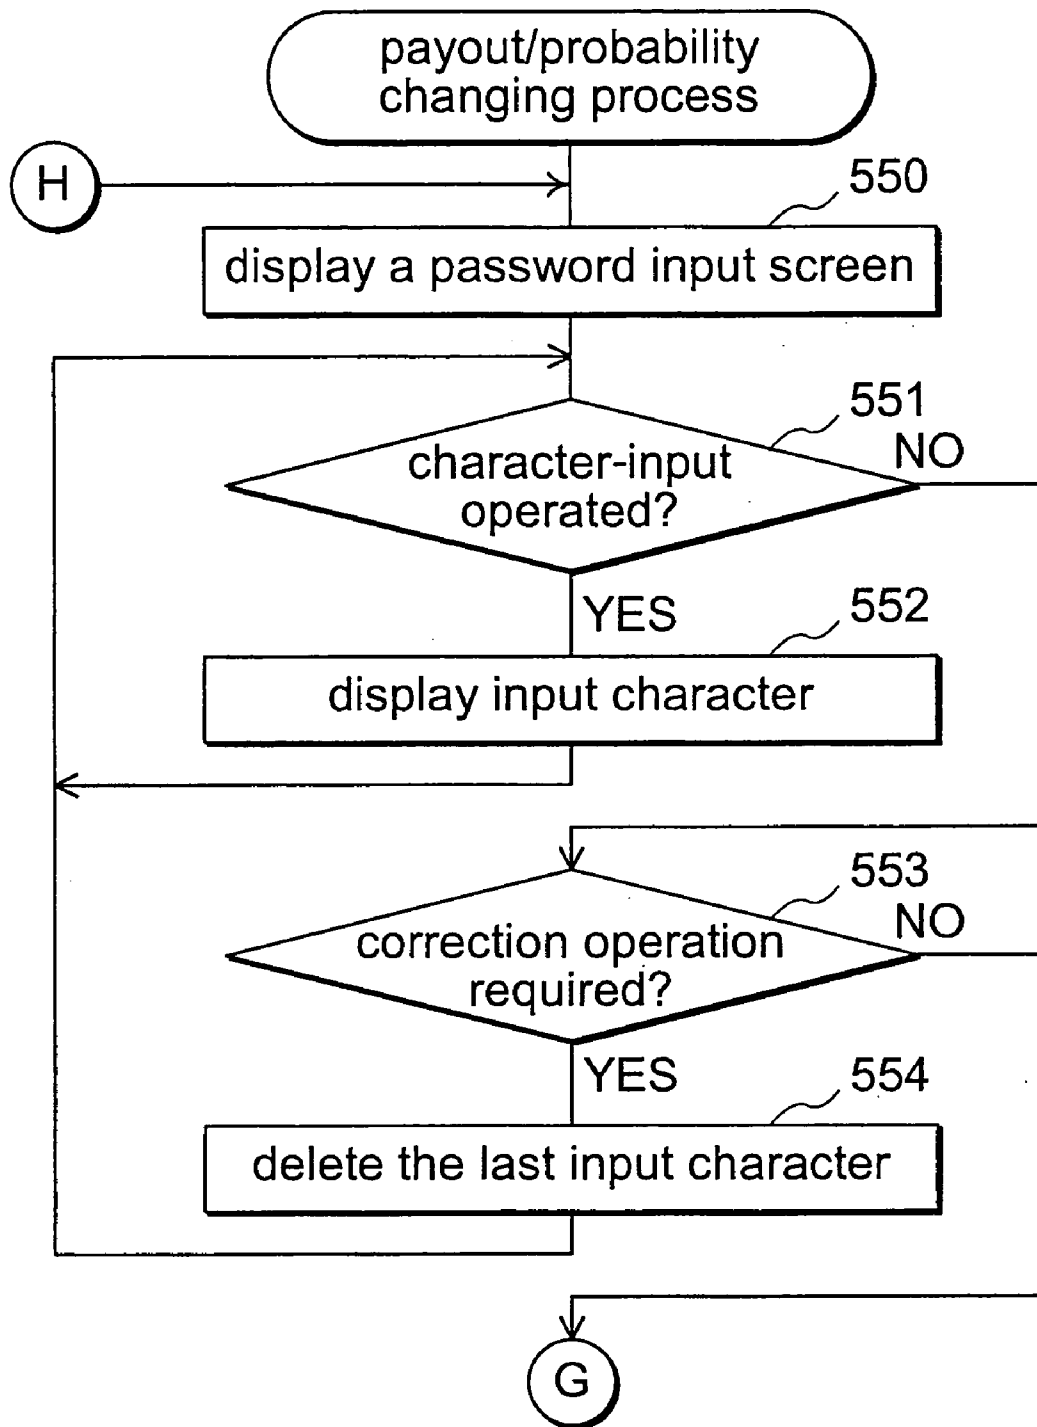 payout/probability
changing process
H
550
display a password input screen
551
NO
character-input
operated?
YES
552
display input character
553
NO
correction operation
required?
YES
554
delete the last input character
G